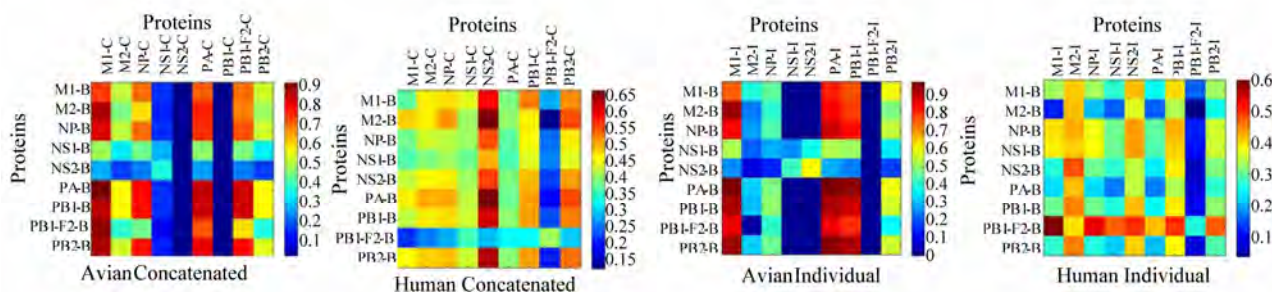 Proteins
M1-C
M2-C
NP-C
NS1-C
NS2-C
PA-C
PB1-C
PB1-F2-C
PB2-C
Proteins
M1-B
M2-B
NP-B
NS1-B
NS2-B
PA-B
PB1-B
PB1-F2-B
PB2-B
0.9
0.8
0.7
0.6
0.5
0.4
0.3
0.2
0.1
Avian Concatenated
Proteins
M1-C
M2-C
NP-C
NS1-C
NS2-C
PA-C
PB1-C
PB1-F2-C
PB2-C
Proteins
M1-B
M2-B
NP-B
NS1-B
NS2-B
PA-B
PB1-B
PB1-F2-B
PB2-B
0.65
0.6
0.55
0.5
0.45
0.4
0.35
0.3
0.25
0.2
0.15
Human Concatenated
Proteins
M1-I
M2-I
NP-I
NS1-I
NS2-I
PA-I
PB1-I
PB1-F2-I
PB2-I
Proteins
M1-B
M2-B
NP-B
NS1-B
NS2-B
PA-B
PB1-B
PB1-F2-B
PB2-B
0.9
0.8
0.7
0.6
0.5
0.4
0.3
0.2
0.1
0
Avian Individual
Proteins
M1-I
M2-I
NP-I
NS1-I
NS2-I
PA-I
PB1-I
PB1-F2-I
PB2-I
Proteins
M1-B
M2-B
NP-B
NS1-B
NS2-B
PA-B
PB1-B
PB1-F2-B
PB2-B
0.6
0.5
0.4
0.3
0.2
0.1
Human Individual